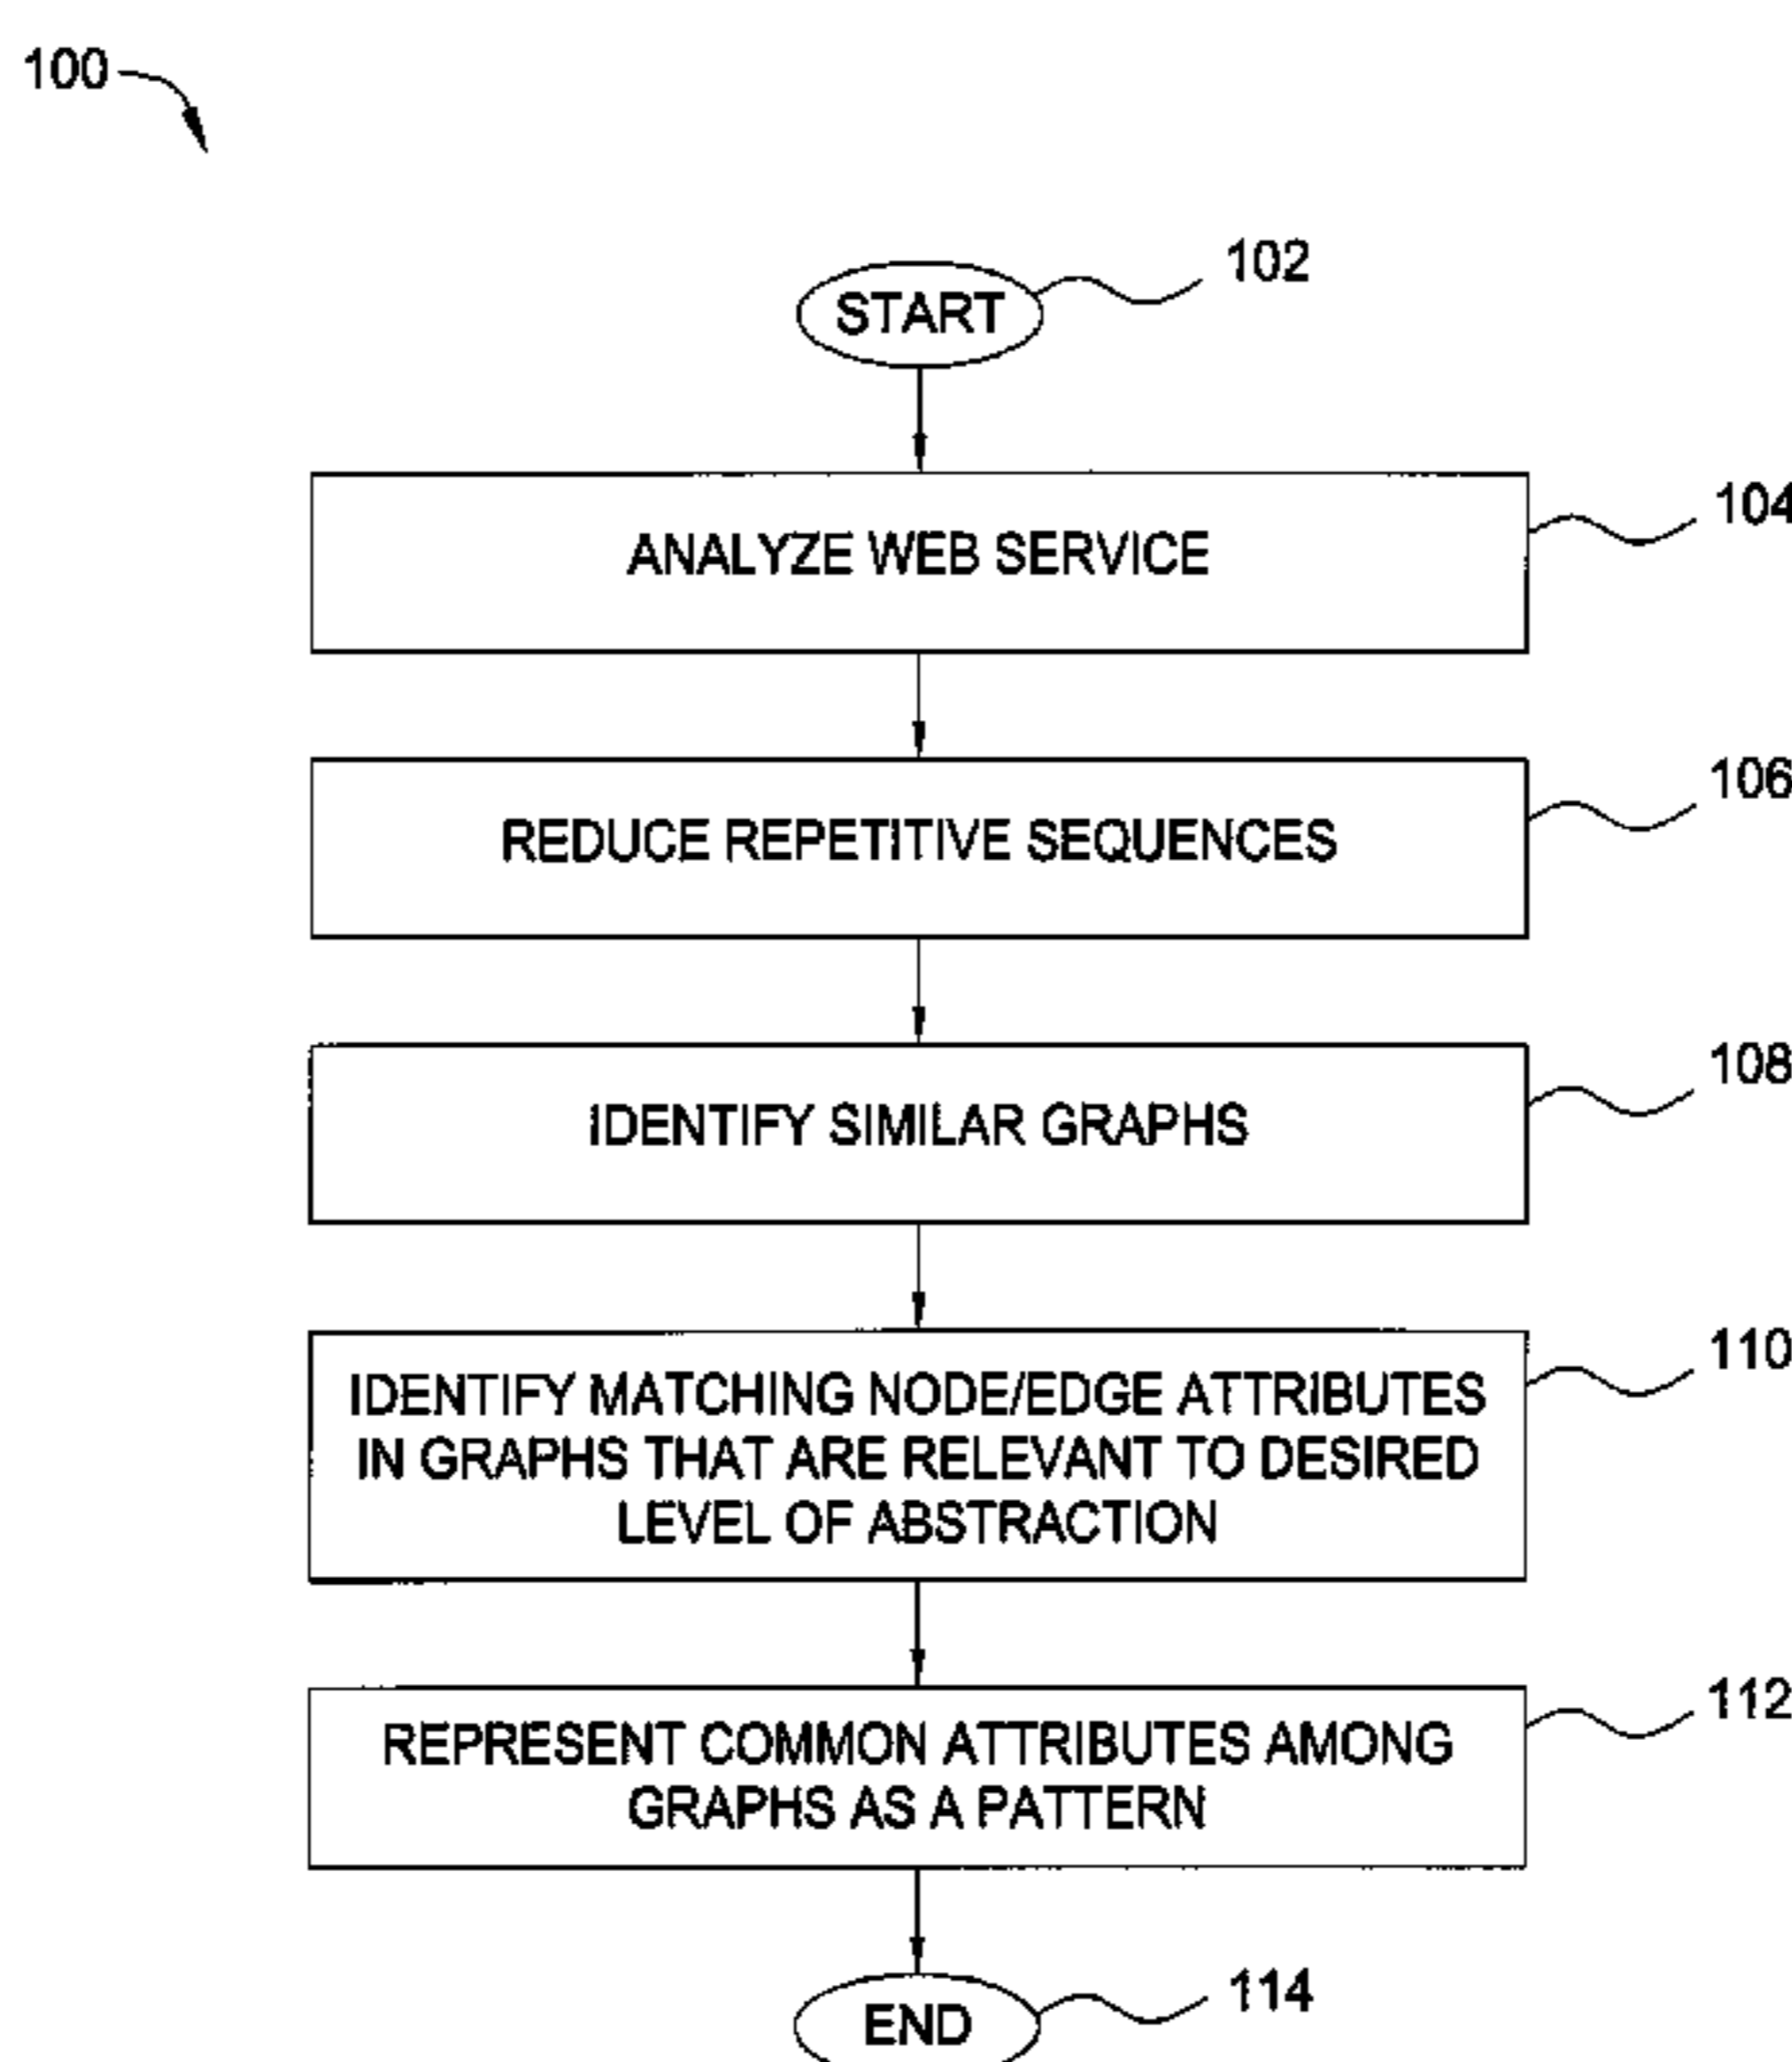 100
102
START
104
ANALYZE WEB SERVICE
106
REDUCE REPETITIVE SEQUENCES
108
IDENTIFY SIMILAR GRAPHS
110
IDENTIFY MATCHING NODE/EDGE ATTRIBUTES
IN GRAPHS THAT ARE RELEVANT TO DESIRED
LEVEL OF ABSTRACTION
112
REPRESENT COMMON ATTRIBUTES AMONG
GRAPHS AS A PATTERN
114
END